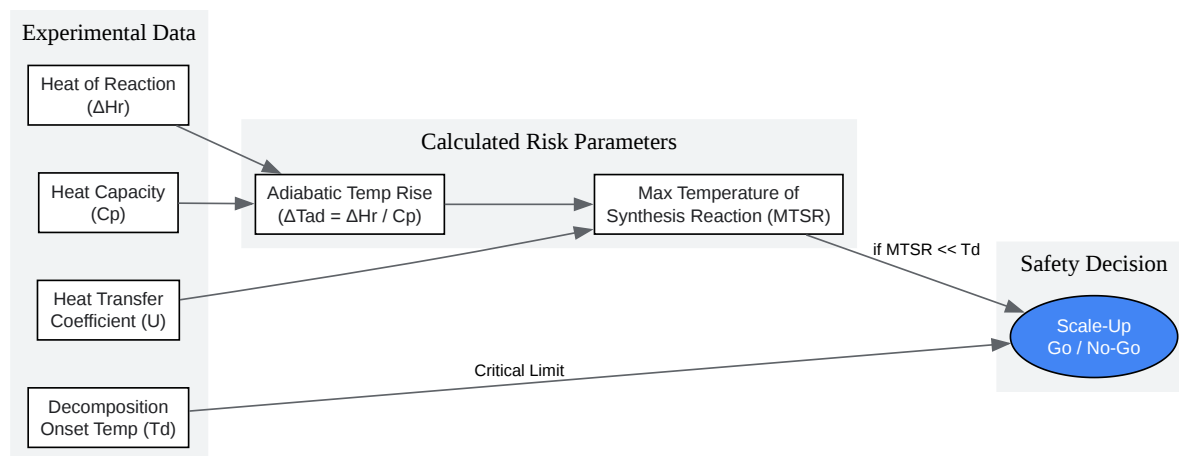 Experimental Data
Heat of Reaction
(ΔHr)
Heat Capacity
(Cp)
Heat Transfer
Coefficient (U)
Decomposition
Onset Temp (Td)
Calculated Risk Parameters
Adiabatic Temp Rise
(ΔTad = ΔHr / Cp)
Max Temperature of
Synthesis Reaction (MTSR)
if MTSR << Td
Critical Limit
Safety Decision
Scale-Up
Go / No-Go